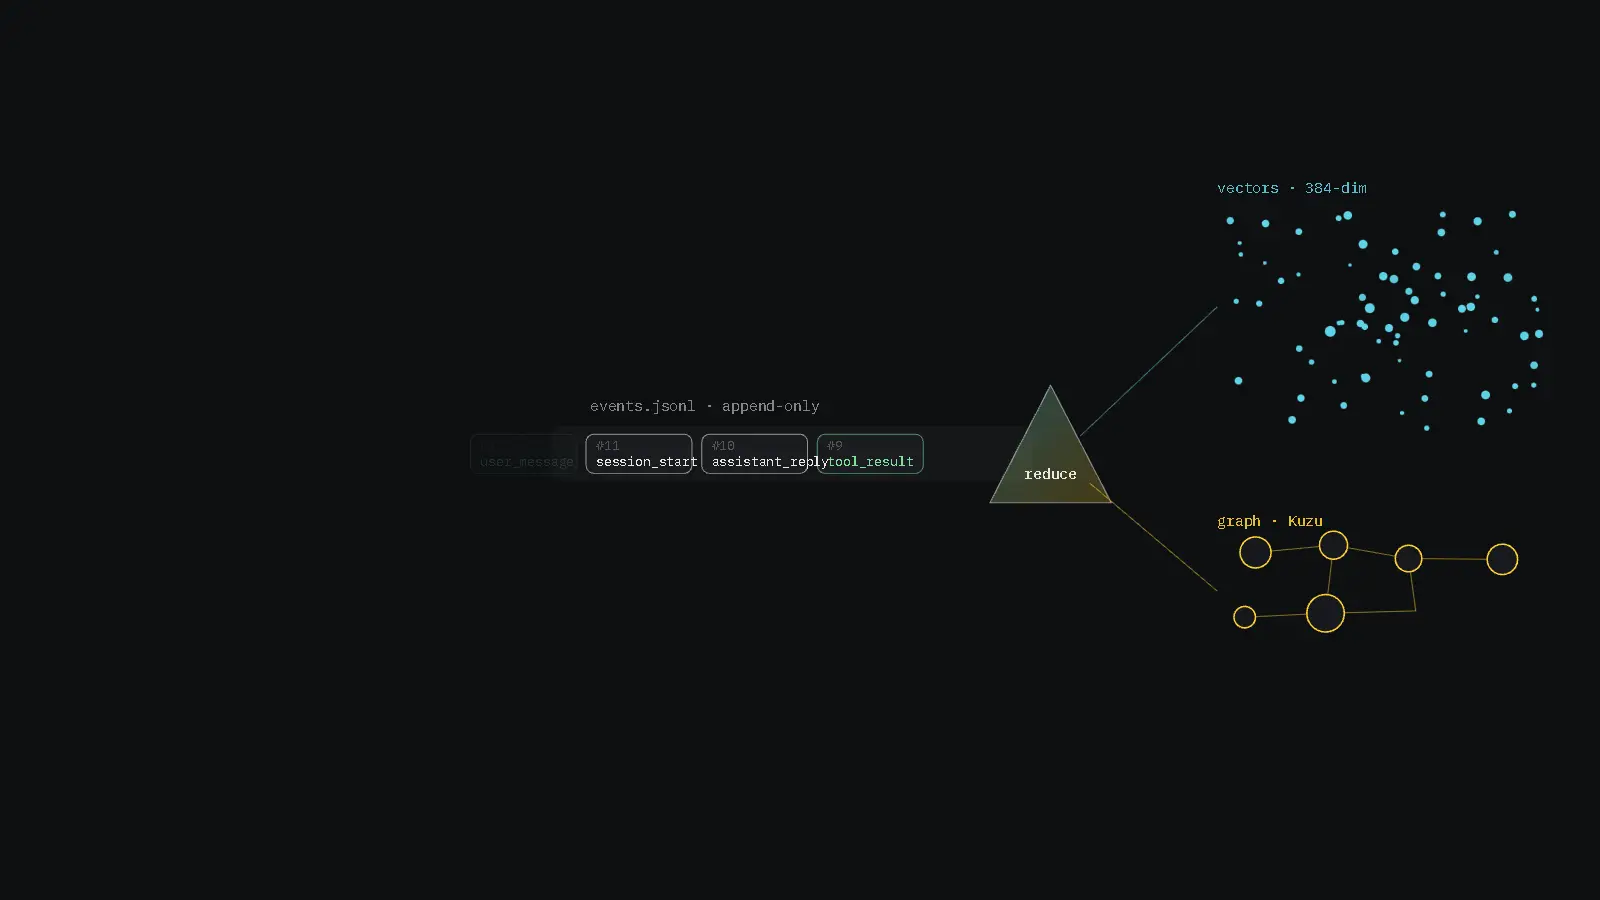 vectors · 384-dim
events.jsonl · append-only
user_message
#11
session_start
#10
assistant_reply
#9
tool_result
reduce
graph · Kuzu